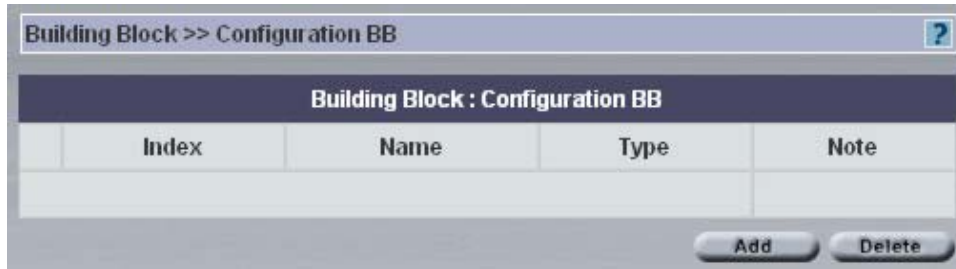 Building Block >> Configuration BB ?
Building Block : Configuration BB
Index Name Type Note
Add Delete